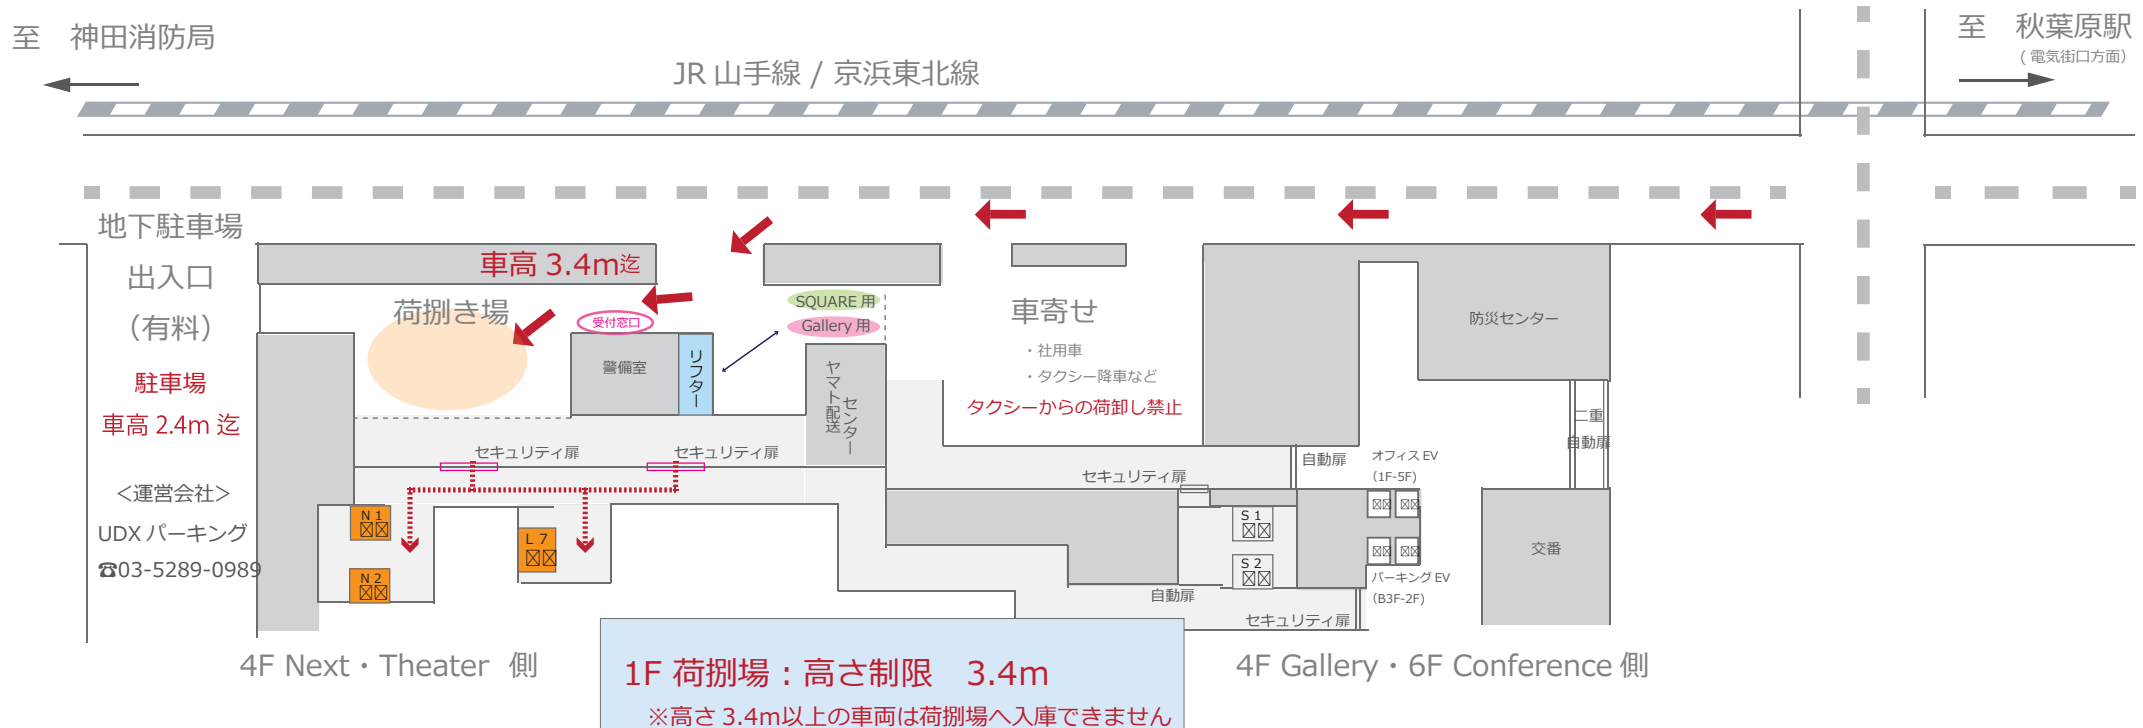 至　神田消防局
JR 山手線 / 京浜東北線
至　秋葉原駅
( 電気街口方面）
地下駐車場
出入口
（有料）
駐車場
車高 2.4m 迄
＜運営会社＞
UDX パーキング
☎03-5289-0989
車高 3.4m迄
荷捌き場
受付窓口
警備室
リフター
SQUARE 用
Gallery 用
ヤマト配送
センター
車寄せ
・社用車
・タクシー降車など
タクシーからの荷卸し禁止
防災センター
二重
自動扉
セキュリティ扉
セキュリティ扉
セキュリティ扉
自動扉
オフィス EV
(1F-5F)
N 1
N 2
L 7
S 1
S 2
パーキング EV
(B3F-2F)
交番
自動扉
セキュリティ扉
4F Next・Theater 側
4F Gallery・6F Conference 側
1F 荷捌場：高さ制限　3.4m
※高さ 3.4m以上の車両は荷捌場へ入庫できません